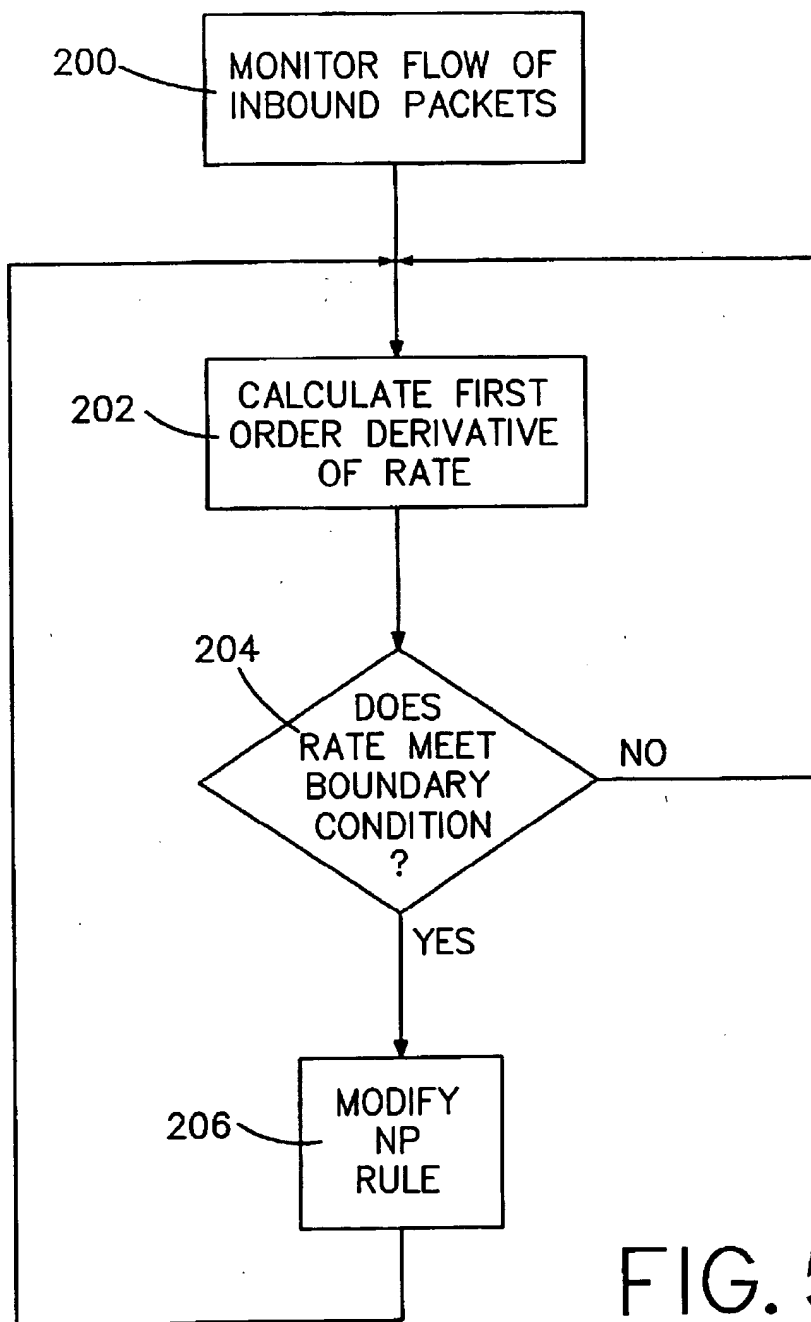 200
MONITOR FLOW OF
INBOUND PACKETS
202
CALCULATE FIRST
ORDER DERIVATIVE
OF RATE
204
DOES
RATE MEET
BOUNDARY
CONDITION
?
NO
YES
206
MODIFY
NP
RULE
FIG. 5